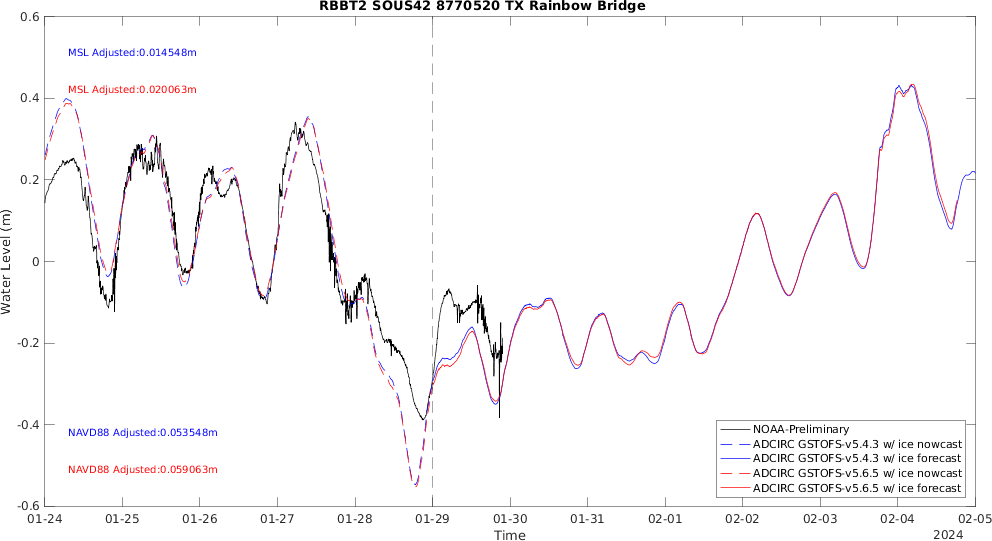 RBBT2 SOUS42 8770520 TX Rainbow Bridge
0.6
MSL Adjusted:0.014548m
MSL Adjusted:0.020063m
0.4
0.2
0
Water Level (m)
-0.2
-0.4
NAVD88 Adjusted:0.053548m
NAVD88 Adjusted:0.059063m
NOAA-Preliminary
ADCIRC GSTOFS-v5.4.3 w/ ice nowcast
ADCIRC GSTOFS-v5.4.3 w/ ice forecast
ADCIRC GSTOFS-v5.6.5 w/ ice nowcast
ADCIRC GSTOFS-v5.6.5 w/ ice forecast
-0.6
01-24 01-25 01-26 01-27 01-28 01-29 01-30 01-31 02-01 02-02 02-03 02-04 02-05
Time
2024